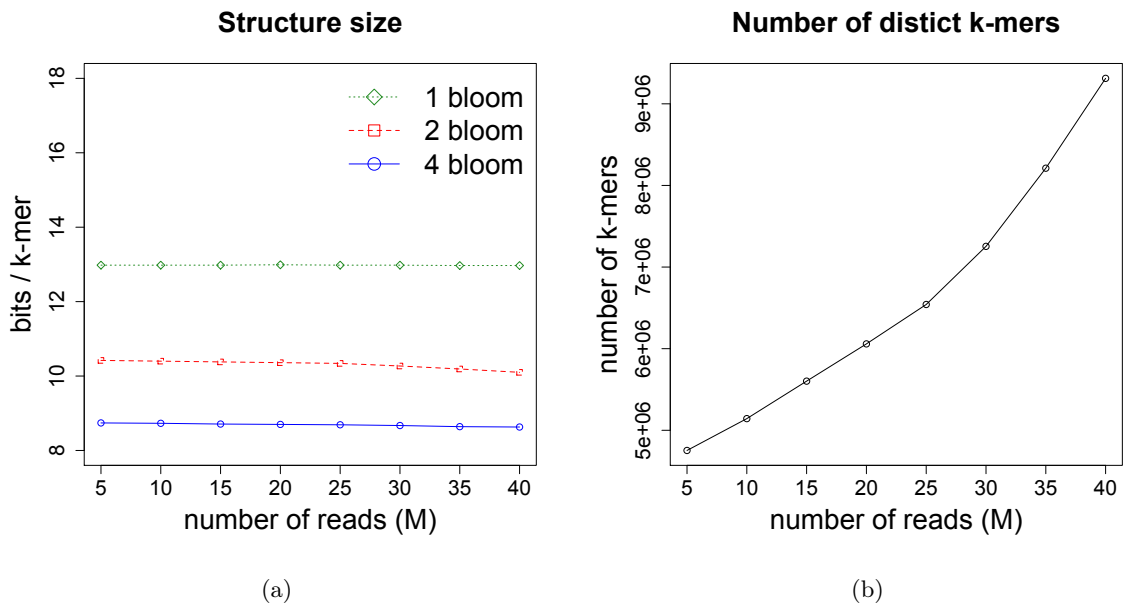 Structure size
18
16
14
12
10
8
bits / k-mer
1 bloom
2 bloom
4 bloom
5 10 15 20 25 30 35 40
number of reads (M)
(a)
Number of distict k-mers
9e+06
8e+06
7e+06
6e+06
5e+06
number of k-mers
5 10 15 20 25 30 35 40
number of reads (M)
(b)